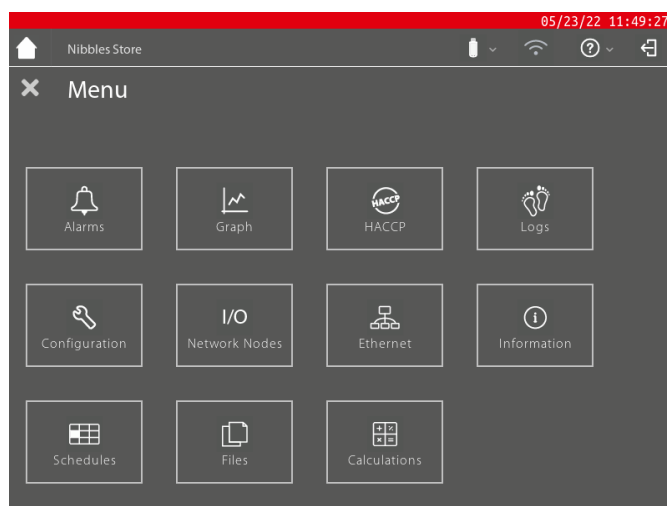 05/23/22 11:49:27
Nibbles Store
Menu
Alarms
Graph
HACCP
HACCP
Logs
Configuration
I/O
Network Nodes
Ethernet
Information
Schedules
Files
Calculations